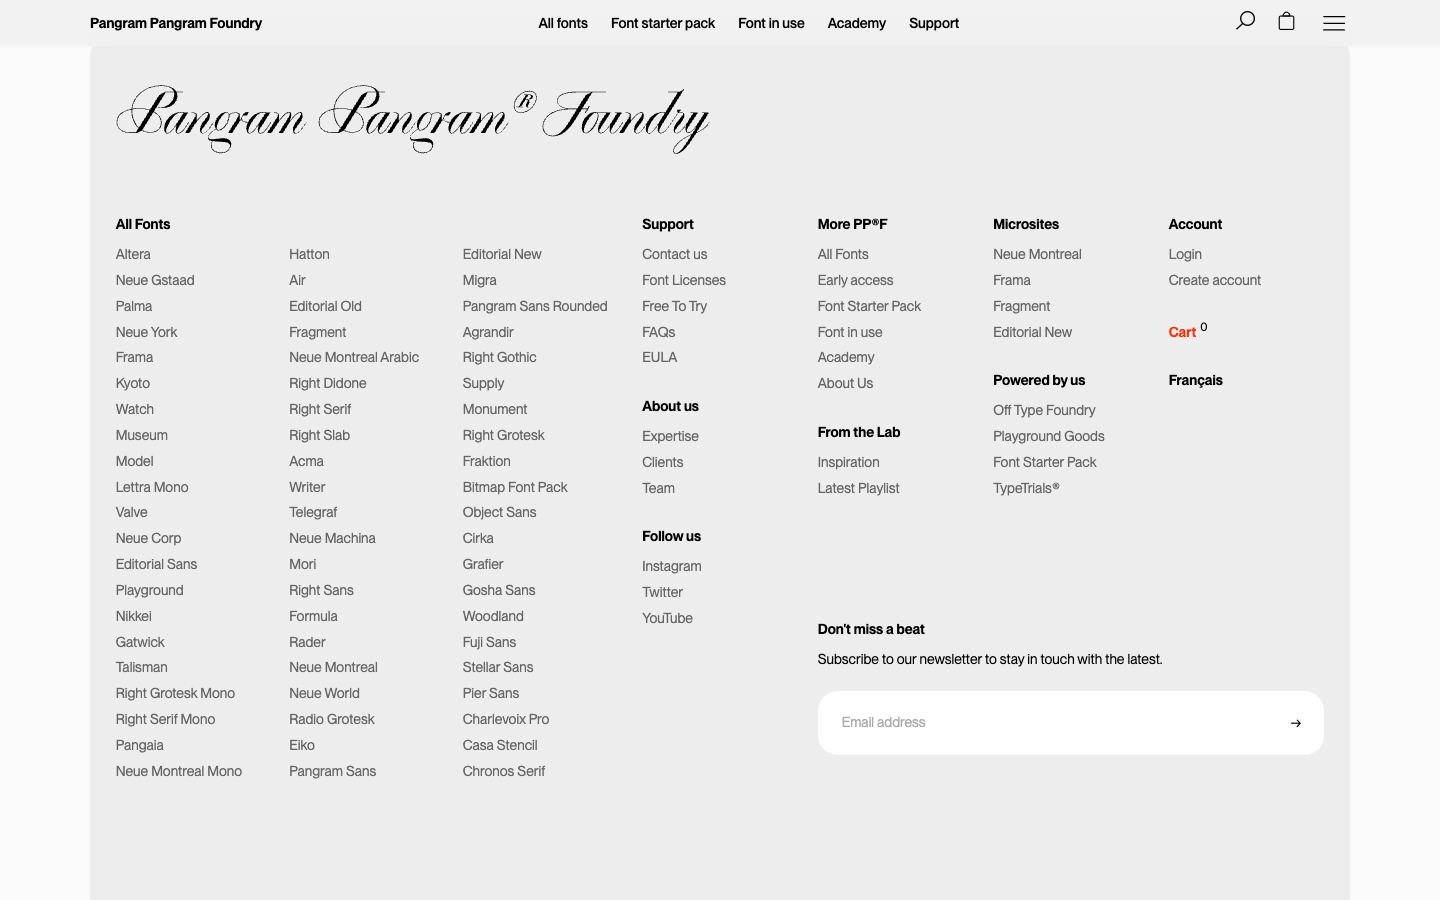 Pangram Pangram Foundry
All fonts
Font starter pack
Font in use
Academy
Support
Pangram Pangram® Foundry
All Fonts
Altera
Neue Gstaad
Palma
Neue York
Frama
Kyoto
Watch
Museum
Model
Lettra Mono
Valve
Neue Corp
Editorial Sans
Playground
Nikkei
Gatwick
Talisman
Right Grotesk Mono
Right Serif Mono
Pangaia
Neue Montreal Mono
Hatton
Air
Editorial Old
Fragment
Neue Montreal Arabic
Right Didone
Right Serif
Right Slab
Acma
Writer
Telegraf
Neue Machina
Mori
Right Sans
Formula
Rader
Neue Montreal
Neue World
Radio Grotesk
Eiko
Pangram Sans
Editorial New
Migra
Pangram Sans Rounded
Agrandir
Right Gothic
Supply
Monument
Right Grotesk
Fraktion
Bitmap Font Pack
Object Sans
Cirka
Grafier
Gosha Sans
Woodland
Fuji Sans
Stellar Sans
Pier Sans
Charlevoix Pro
Casa Stencil
Chronos Serif
Support
Contact us
Font Licenses
Free To Try
FAQs
EULA
About us
Expertise
Clients
Team
Follow us
Instagram
Twitter
YouTube
More PP®F
All Fonts
Early access
Font Starter Pack
Font in use
Academy
About Us
From the Lab
Inspiration
Latest Playlist
Microsites
Neue Montreal
Frama
Fragment
Editorial New
Powered by us
Off Type Foundry
Playground Goods
Font Starter Pack
TypeTrials®
Account
Login
Create account
Cart 0
Français
Don't miss a beat
Subscribe to our newsletter to stay in touch with the latest.
Email address →